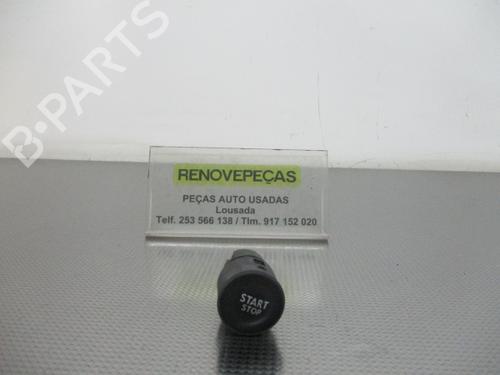 B-PARTS
RENOVEPEÇAS
PEÇAS AUTO USADAS
Lousada
Telf. 253 566 138 / Tlm. 917 152 020
START
STOP